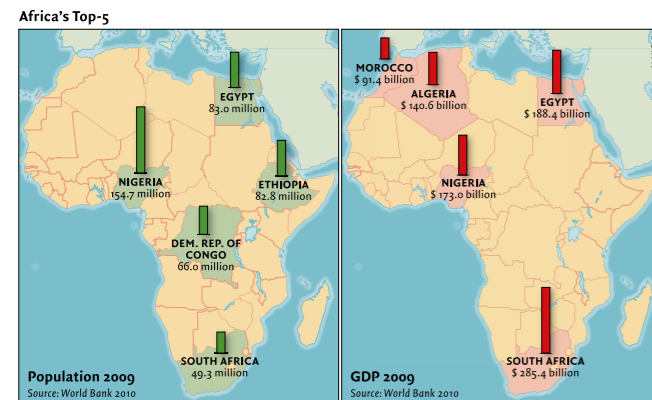 Africa's Top-5
EGYPT
83.0 million
NIGERIA
154.7 million
ETHIOPIA
82.8 million
DEM. REP. OF
CONGO
66.0 million
SOUTH AFRICA
49.3 million
Population 2009
Source: World Bank 2010
MOROCCO
$ 91.4 billion
ALGERIA
$ 140.6 billion
EGYPT
$ 188.4 billion
NIGERIA
$ 173.0 billion
SOUTH AFRICA
$ 285.4 billion
GDP 2009
Source: World Bank 2010